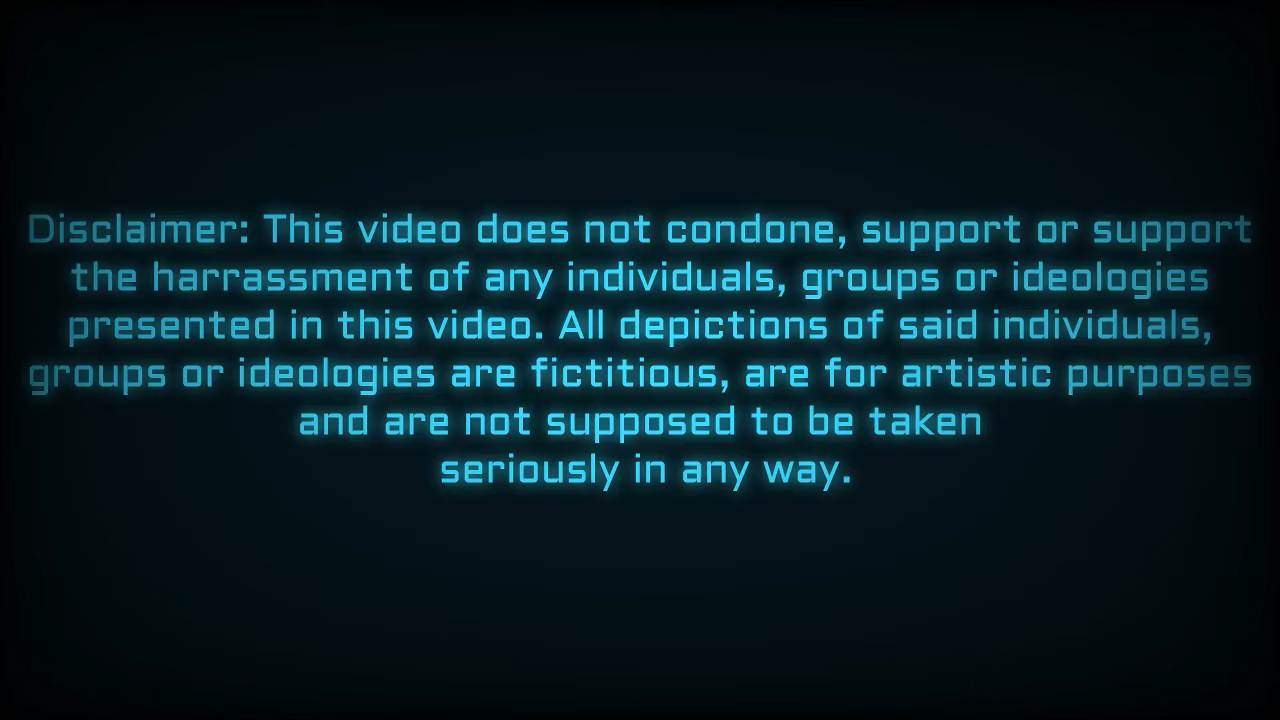 Disclaimer: This video does not condone, support or support
the harrassment of any individuals, groups or ideologies
presented in this video. All depictions of said individuals,
groups or ideologies are fictitious, are for artistic purposes
and are not supposed to be taken
seriously in any way.